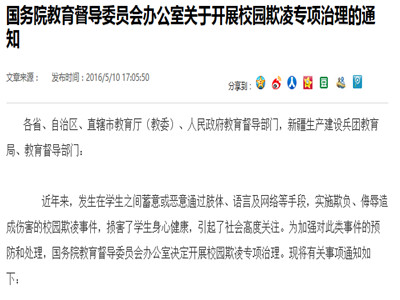 国务院教育督导委员会办公室关于开展校园欺凌专项治理的通
知
文章来源： 发布时间：2016/5/10 17:05:50 分享到：
各省、自治区、直辖市教育厅（教委）、人民政府教育督导部门，新疆生产建设兵团教育
局、教育督导部门：
近年来，发生在学生之间蓄意或恶意通过肢体、语言及网络等手段，实施欺负、侮辱造
成伤害的校园欺凌事件，损害了学生身心健康，引起了社会高度关注。为加强对此类事件的预
防和处理，国务院教育督导委员会办公室决定开展校园欺凌专项治理。现将有关事项通知如
下：